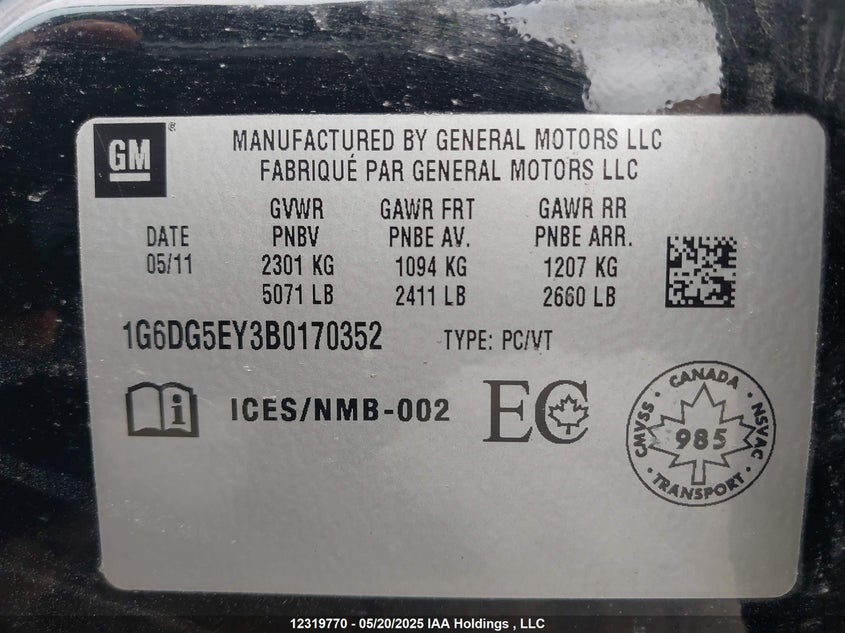 GM ®
MANUFACTURED BY GENERAL MOTORS LLC
FABRIQUÉ PAR GENERAL MOTORS LLC
GVWR GAWR FRT GAWR RR
DATE PNBV PNBE AV. PNBE ARR.
05/11 2301 KG 1094 KG 1207 KG
5071 LB 2411 LB 2660 LB
1G6DG5EY3B0170352 TYPE: PC/VT
i ICES/NMB-002 EC
CANADA
CMVSS 985 NSVAC
TRANSPORT
12319770 - 05/20/2025 IAA Holdings , LLC